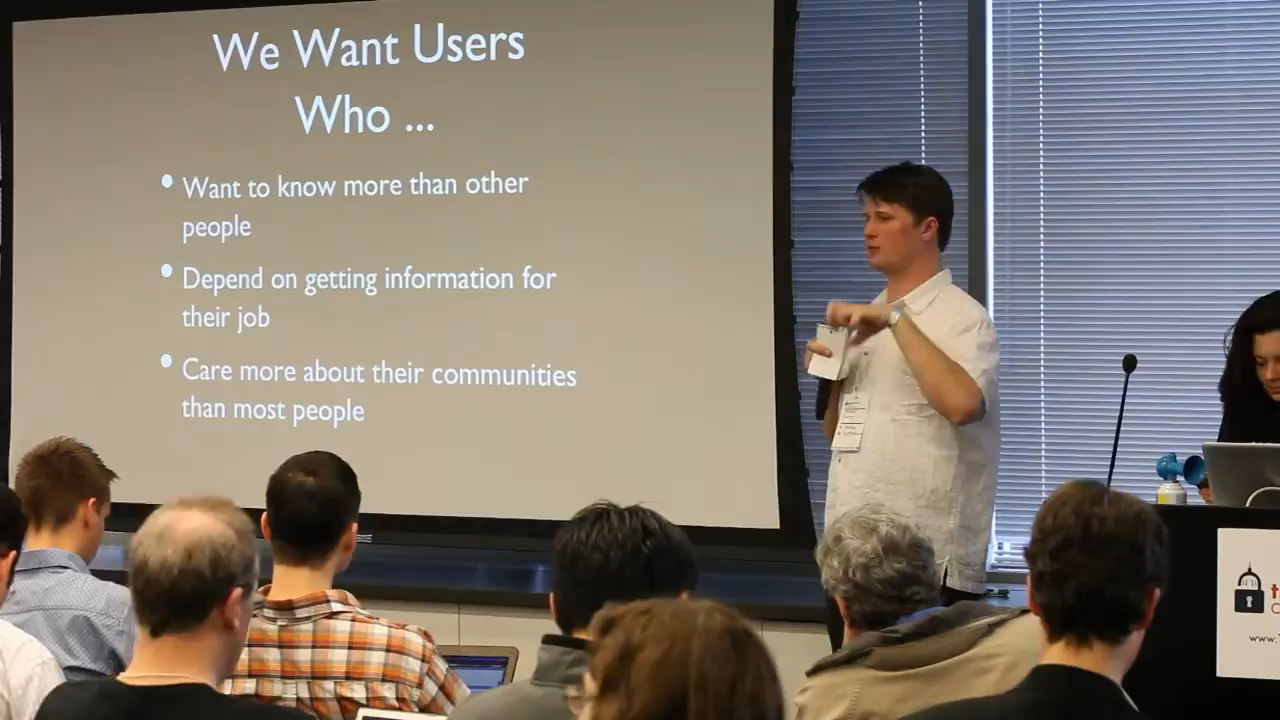 We Want Users
Who ...
• Want to know more than other
people
• Depend on getting information for
their job
• Care more about their communities
than most people
www.